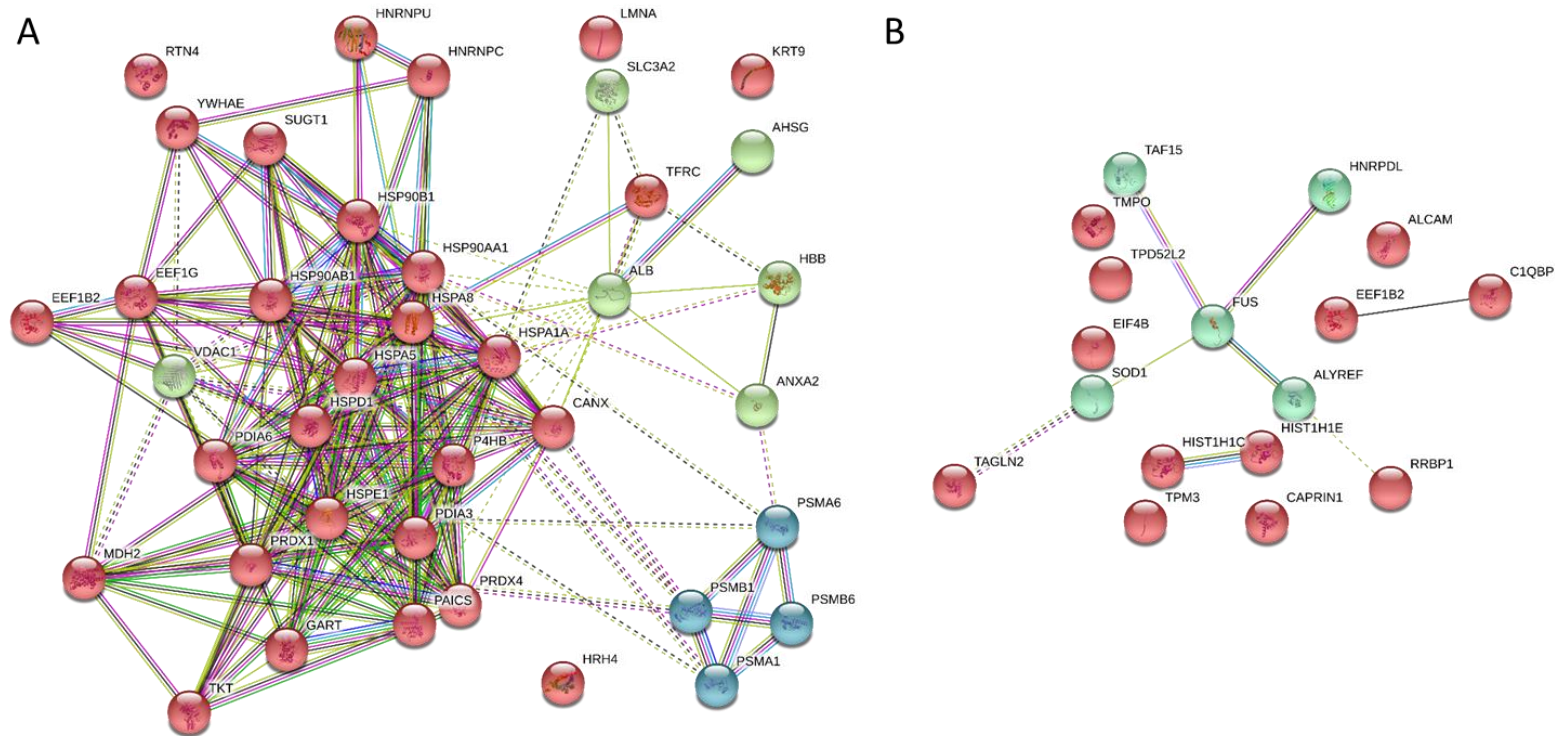 A
HNRNPU
LMNA
RTN4
HNRNPC
KRT9
SLC3A2
YWHAE
SUGT1
AHSG
TFRC
HSP90B1
HSP90AA1
HBB
EEF1G
HSP90AB1
ALB
HSPA8
EEF1B2
HSPA1A
VDAC1
HSPA5
ANXA2
HSPD1
CANX
PDIA6
P4HB
HSPE1
PSMA6
PDIA3
MDH2
PRDX1
PRDX4
PSMB1
PSMB6
PAICS
GART
HRH4
PSMA1
TKT
B
TAF15
HNRPDL
TMPO
ALCAM
TPD52L2
C1QBP
FUS
EEF1B2
EIF4B
SOD1
ALYREF
HIST1H1E
HIST1H1C
TAGLN2
RRBP1
TPM3
CAPRIN1